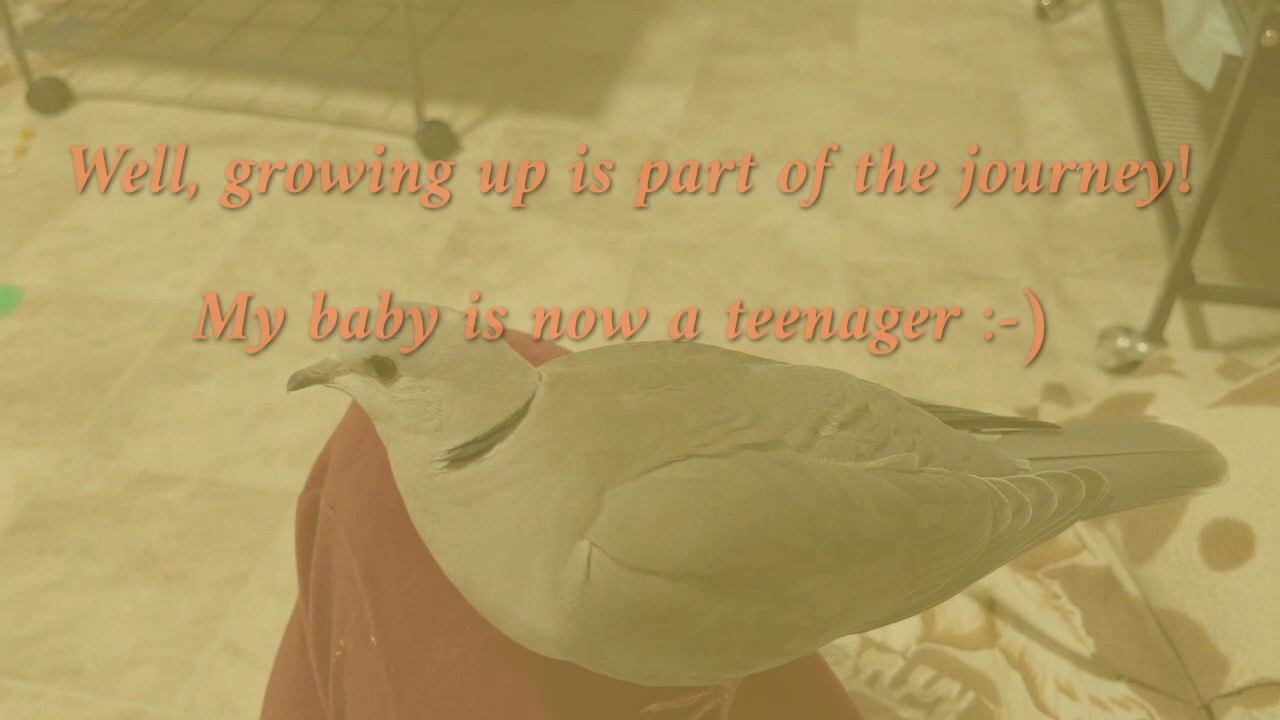 Well, growing up is part of the journey!
My baby is now a teenager :-)